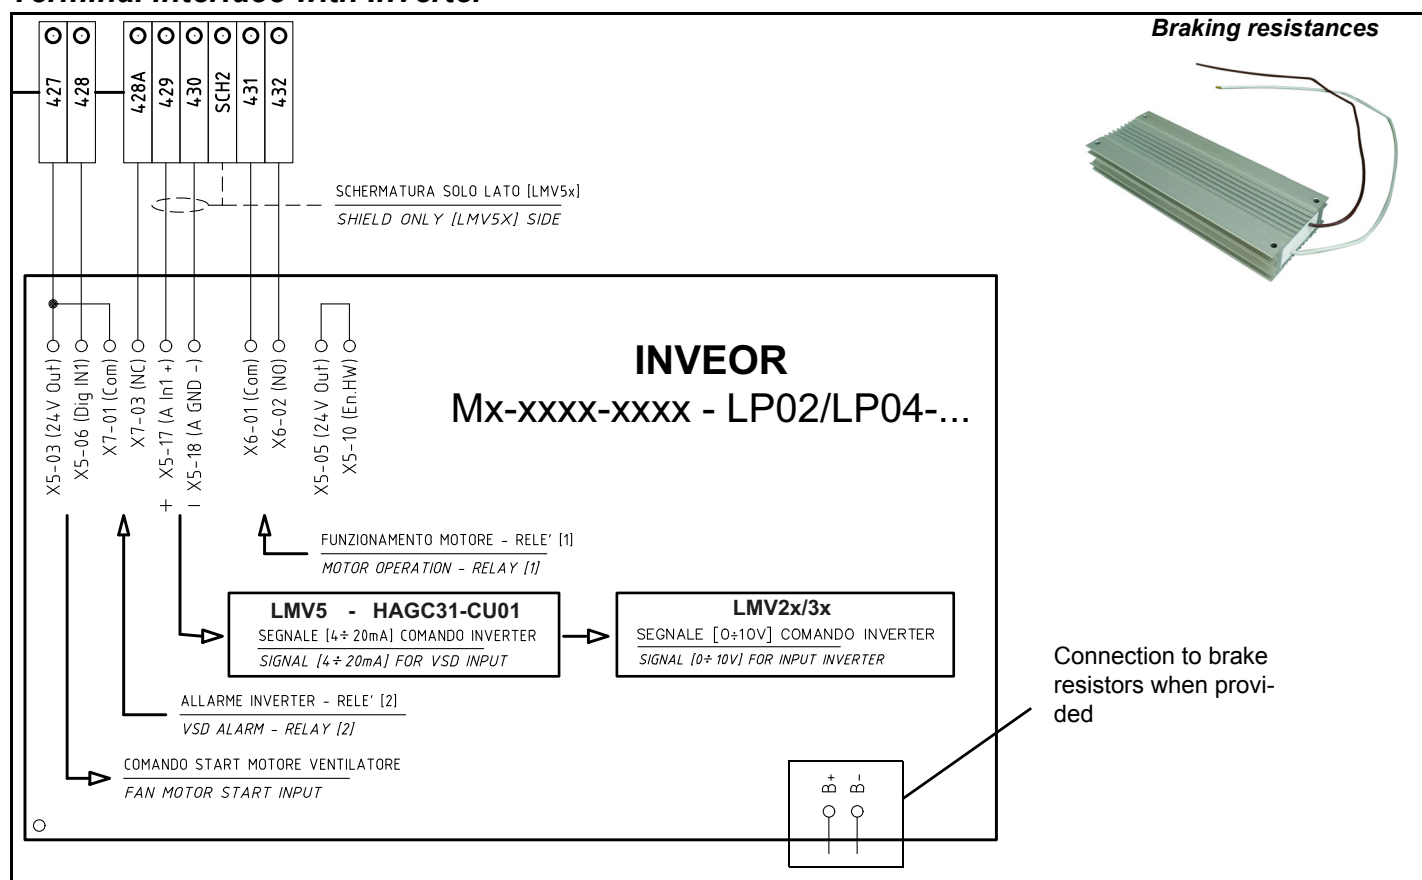 Terminal interface with inverter
Braking resistances
427
428
428A
429
430
SCH2
431
432
SCHERMATURA SOLO LATO [LMV5x]
SHIELD ONLY [LMV5X] SIDE
INVEOR
Mx-xxxx-xxxx - LP02/LP04-...
X5-03 (24V Out)
X5-06 (Dig IN1)
X7-01 (Com)
X7-03 (NC)
+ X5-17 (A In1 +)
- X5-18 (A GND -)
X6-01 (Com)
X6-02 (NO)
X5-05 (24V Out)
X5-10 (En.HW)
FUNZIONAMENTO MOTORE - RELE' [1]
MOTOR OPERATION - RELAY [1]
LMV5 - HAGC31-CU01
SEGNALE [4÷20mA] COMANDO INVERTER
SIGNAL [4÷20mA] FOR VSD INPUT
LMV2x/3x
SEGNALE [0÷10V] COMANDO INVERTER
SIGNAL [0÷10V] FOR INPUT INVERTER
Connection to brake
resistors when provi-
ded
ALLARME INVERTER - RELE' [2]
VSD ALARM - RELAY [2]
COMANDO START MOTORE VENTILATORE
FAN MOTOR START INPUT
B+
B-